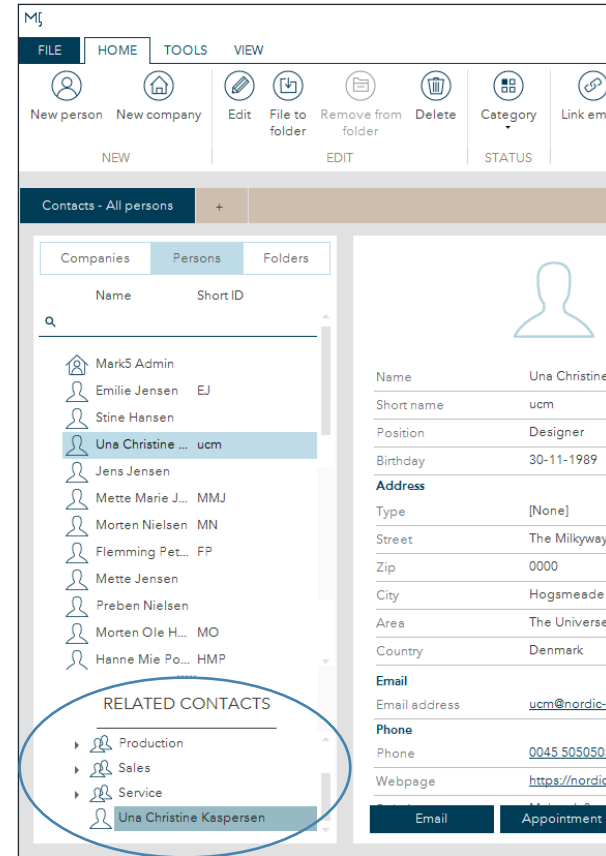 M5
FILE HOME TOOLS VIEW
New person New company Edit File to folder Remove from folder Delete Category Link em
NEW EDIT STATUS
Contacts - All persons +
Companies Persons Folders
Name Short ID
Mark5 Admin
Emilie Jensen EJ
Stine Hansen
Una Christine ... ucm
Jens Jensen
Mette Marie J... MMJ
Morten Nielsen MN
Flemming Pet... FP
Mette Jensen
Preben Nielsen
Morten Ole H... MO
Hanne Mie Po... HMP
RELATED CONTACTS
Production
Sales
Service
Una Christine Kaspersen
Name Una Christine
Short name ucm
Position Designer
Birthday 30-11-1989
Address
Type [None]
Street The Milkyway
Zip 0000
City Hogsmeade
Area The Universe
Country Denmark
Email
Email address ucm@nordic-
Phone
Phone 0045 505050
Webpage https://nordic
Email Appointment